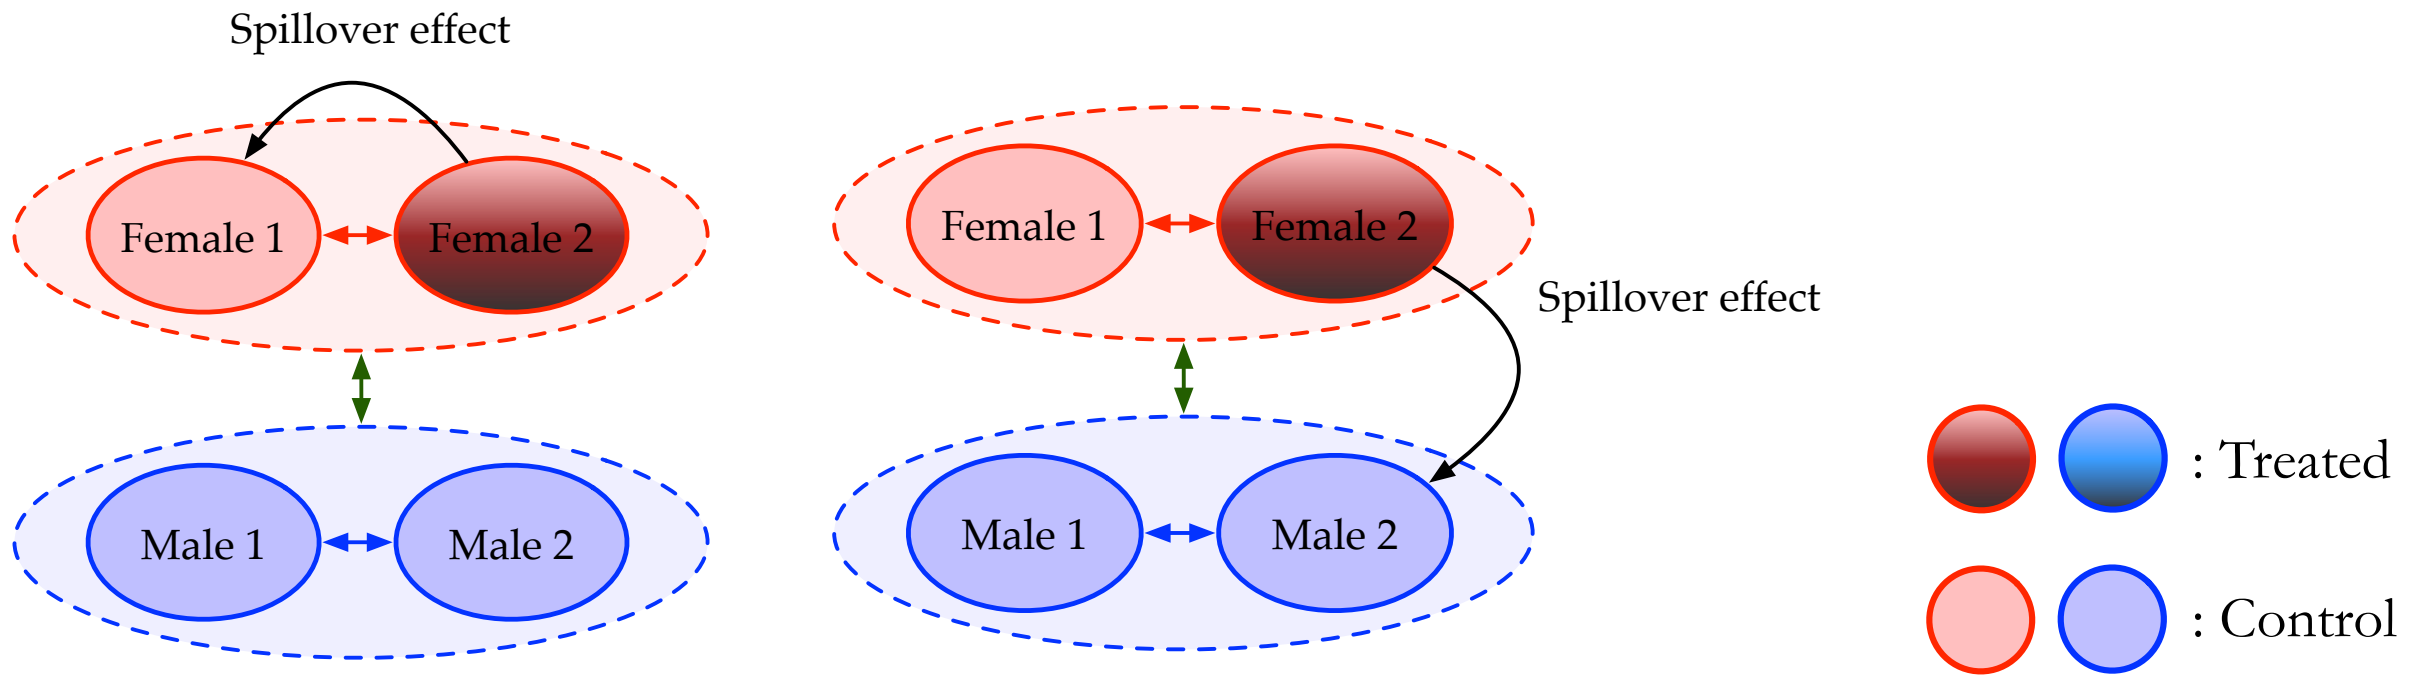 Spillover effect
Female 1
Female 2
Male 1
Male 2
Female 1
Female 2
Spillover effect
Male 1
Male 2
: Treated
: Control